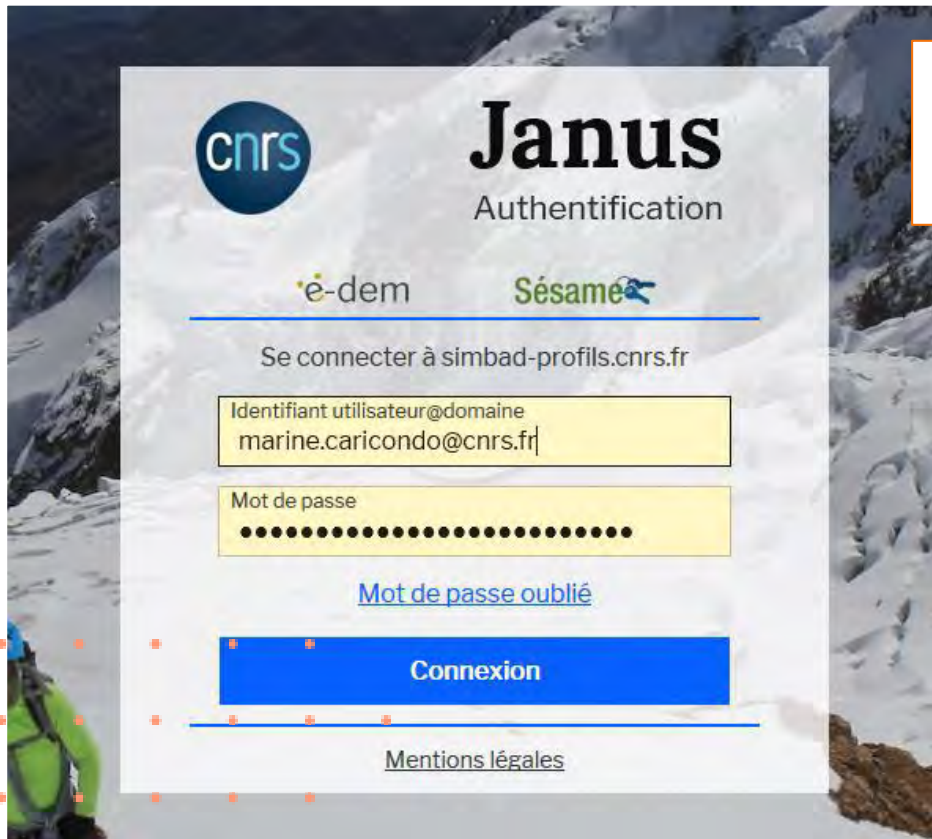 cnrs
Janus
Authentification
e-dem
Sésame
Se connecter à simbad-profils.cnrs.fr
Identifiant utilisateur@domaine
marine.caricondo@cnrs.fr
Mot de passe
••••••••••••••••••••••••••
Mot de passe oublié
Connexion
Mentions légales